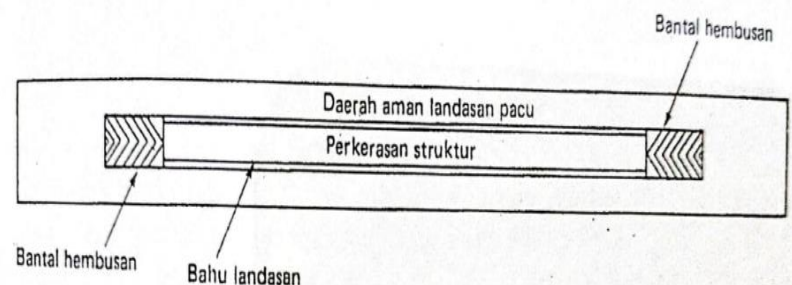 Bantal hembusan
Daerah aman landasan pacu
Perkerasan struktur
Bantal hembusan
Bahu landasan